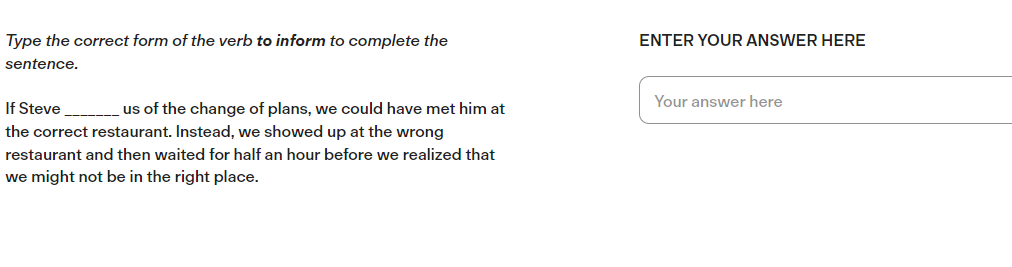 Type the correct form of the verb to inform to complete the
sentence.
If Steve _______ us of the change of plans, we could have met him at
the correct restaurant. Instead, we showed up at the wrong
restaurant and then waited for half an hour before we realized that
we might not be in the right place.
ENTER YOUR ANSWER HERE
Your answer here